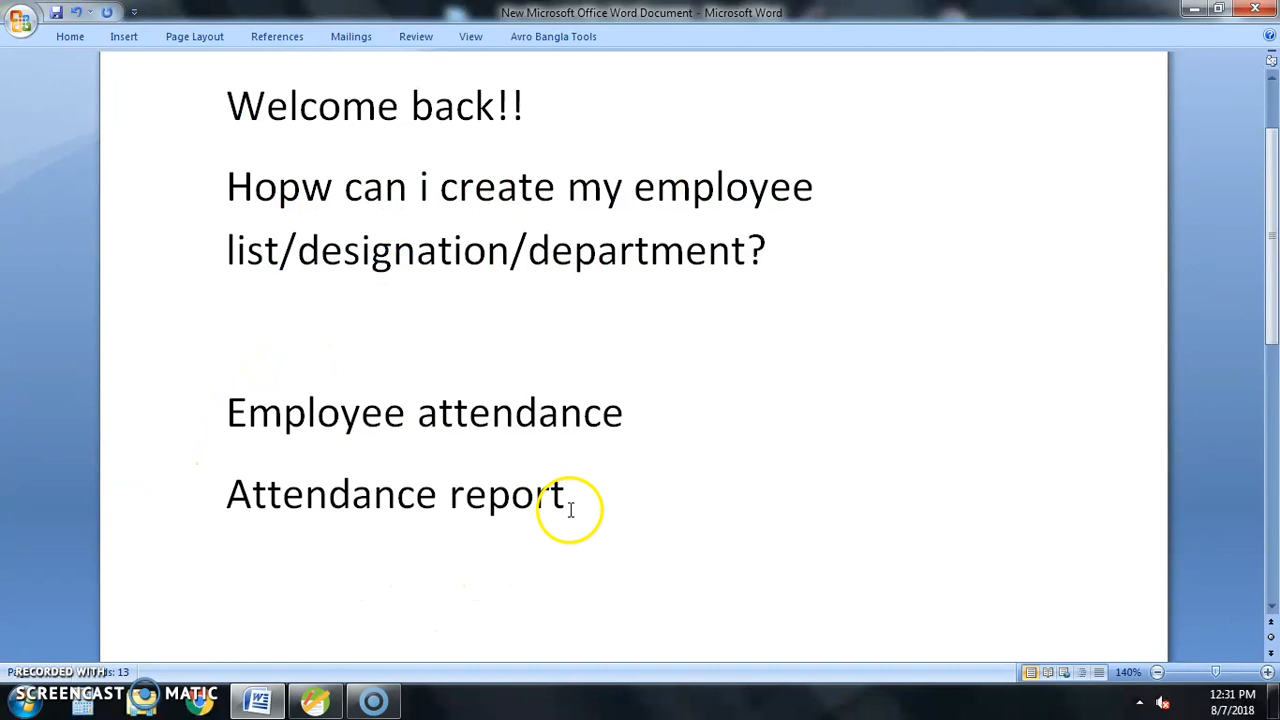 New Microsoft Office Word Document - Microsoft Word
Home Insert Page Layout References Mailings Review View Avro Bangla Tools
Welcome back!!
Hopw can i create my employee
list/designation/department?
Employee attendance
Attendance report
RECORDED WITH
: 13
140%
SCREENCAST MATIC
12:31 PM
8/7/2018